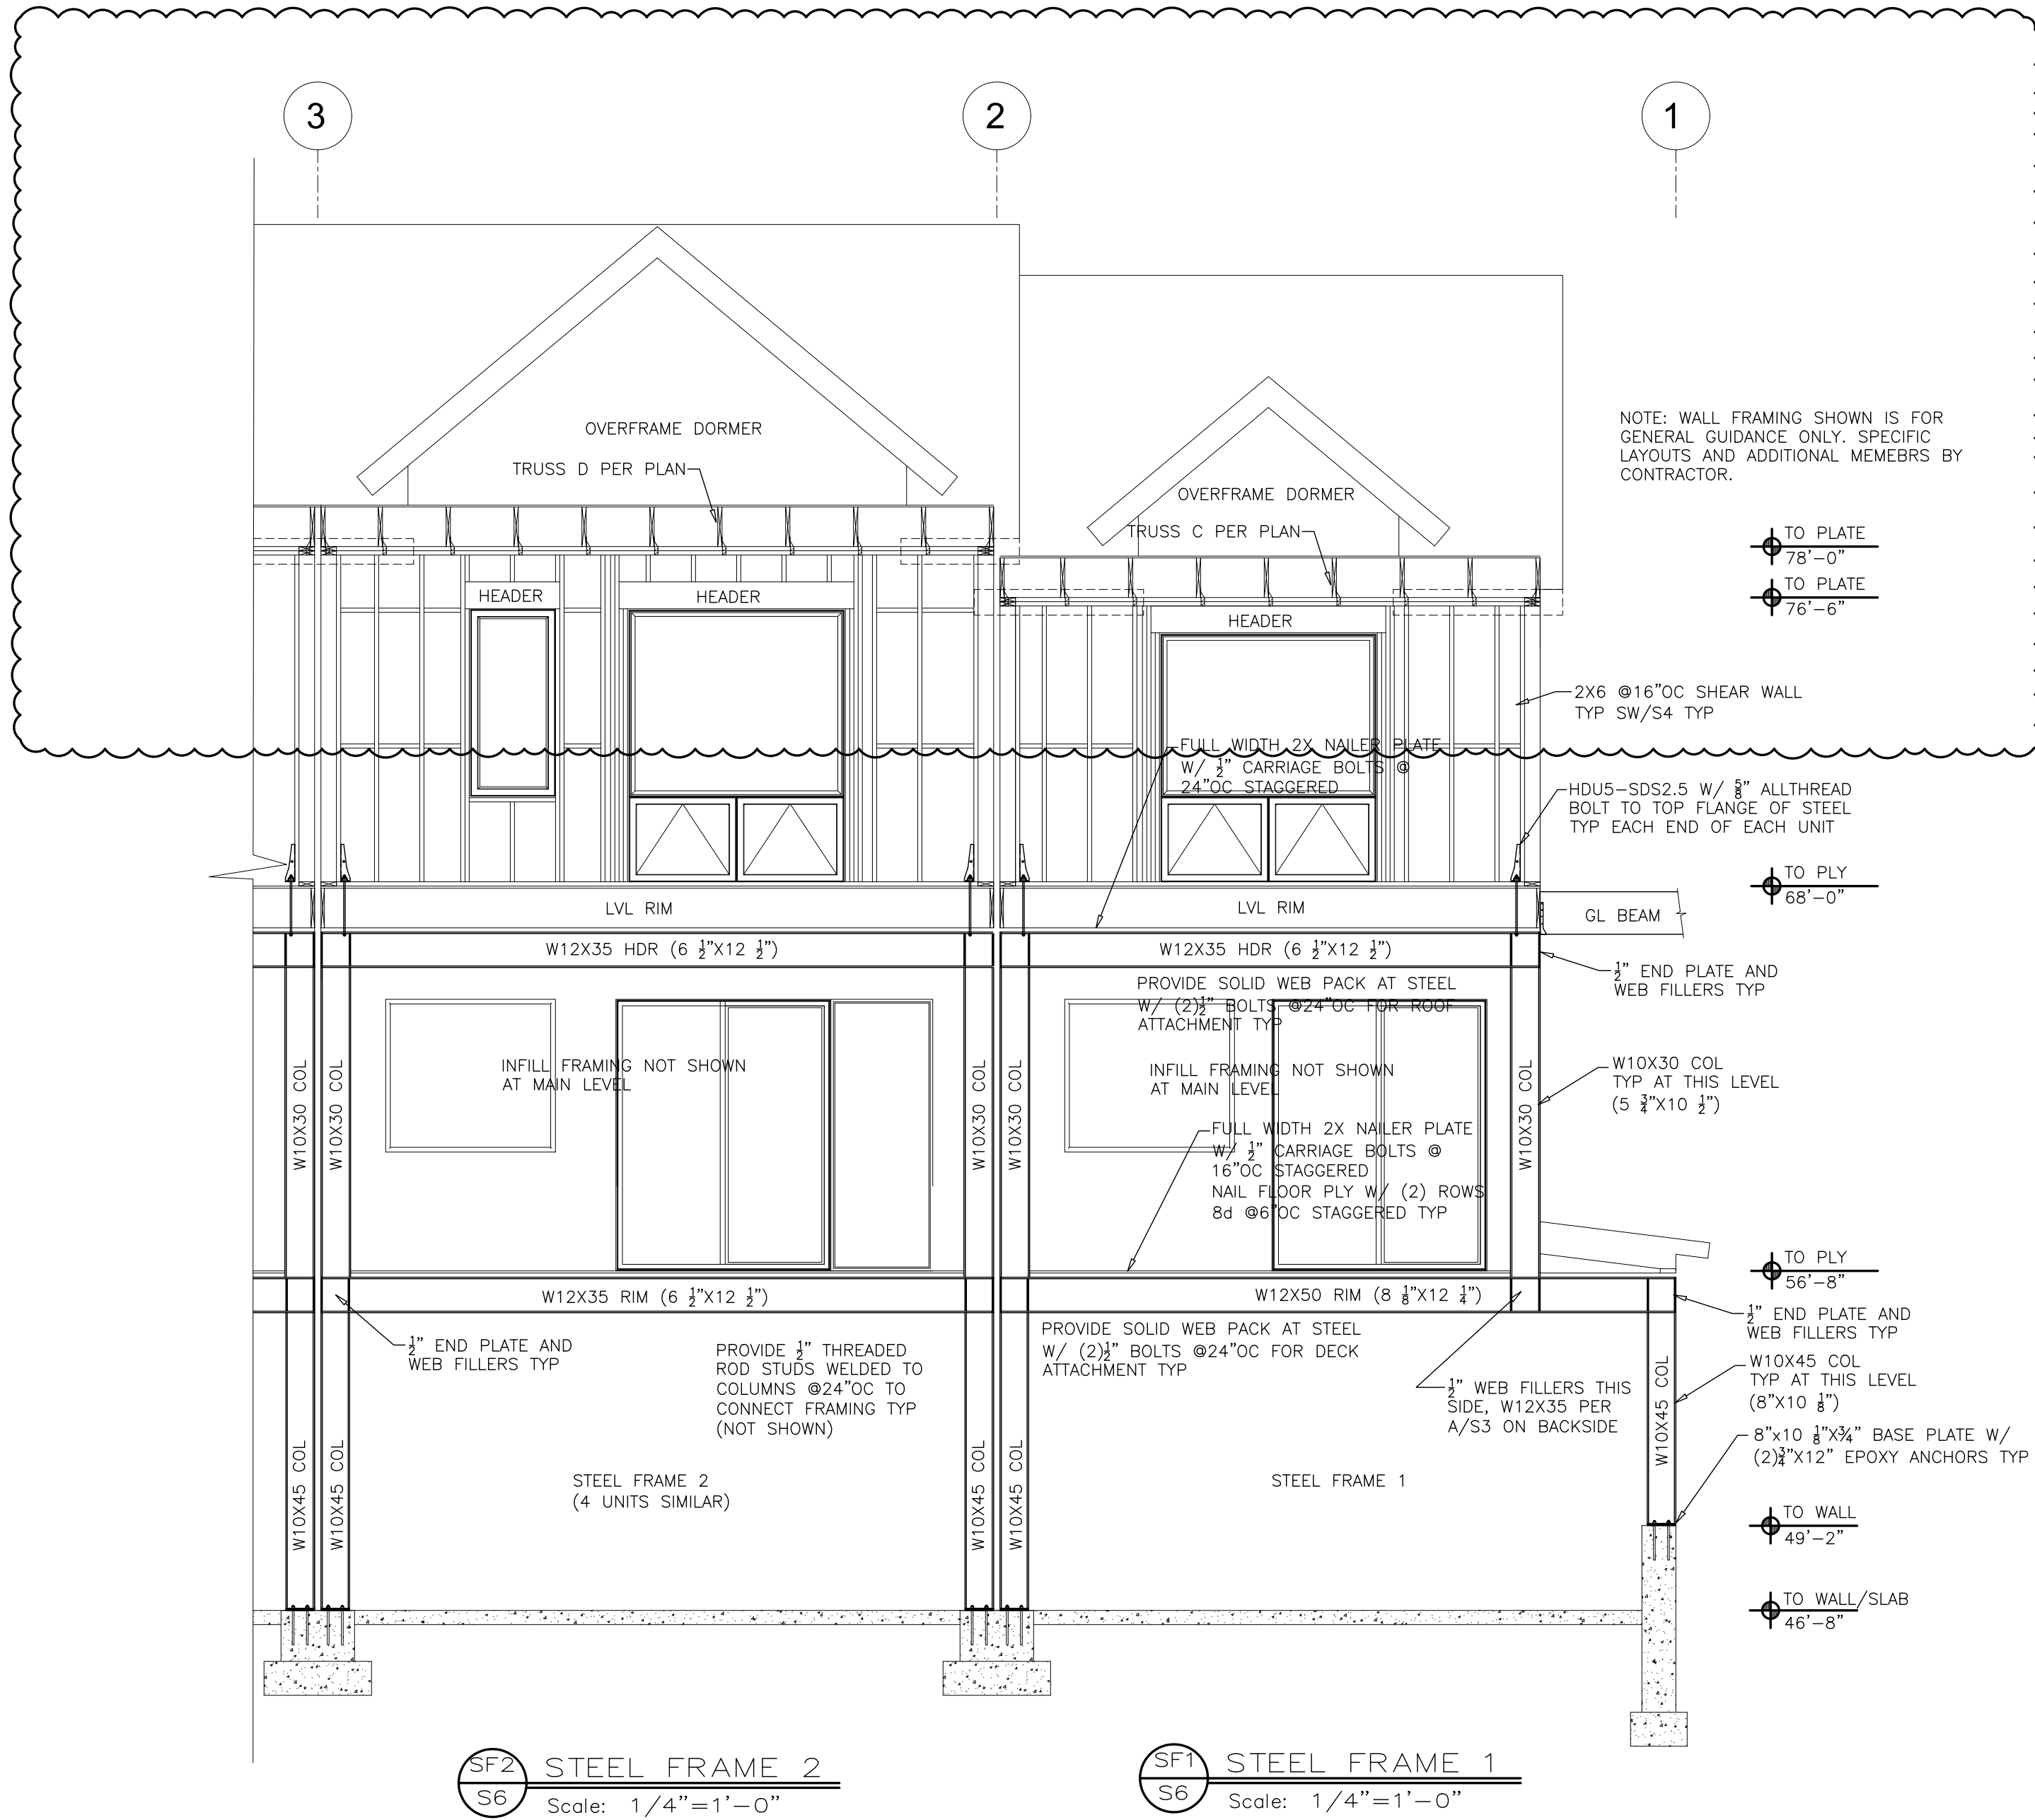 3
2
1
OVERFRAME DORMER
TRUSS D PER PLAN
OVERFRAME DORMER
TRUSS C PER PLAN
NOTE: WALL FRAMING SHOWN IS FOR
GENERAL GUIDANCE ONLY. SPECIFIC
LAYOUTS AND ADDITIONAL MEMEBRS BY
CONTRACTOR.
TO PLATE
78'-0"
TO PLATE
76'-6"
HEADER
HEADER
HEADER
2X6 @16"OC SHEAR WALL
TYP SW/S4 TYP
FULL WIDTH 2X NAILER PLATE
W/ 1/2" CARRIAGE BOLTS @
24"OC STAGGERED
HDU5-SDS2.5 W/ 5/8" ALLTHREAD
BOLT TO TOP FLANGE OF STEEL
TYP EACH END OF EACH UNIT
TO PLY
68'-0"
LVL RIM
LVL RIM
GL BEAM
W12X35 HDR (6 1/2"X12 1/2")
W12X35 HDR (6 1/2"X12 1/2")
1/2" END PLATE AND
WEB FILLERS TYP
PROVIDE SOLID WEB PACK AT STEEL
W/ (2)1/2" BOLTS @24"OC FOR ROOF
ATTACHMENT TYP
INFILL FRAMING NOT SHOWN
AT MAIN LEVEL
INFILL FRAMING NOT SHOWN
AT MAIN LEVEL
W10X30 COL
W10X30 COL
W10X30 COL
W10X30 COL
W10X30 COL
W10X30 COL
TYP AT THIS LEVEL
(5 3/4"X10 1/2")
FULL WIDTH 2X NAILER PLATE
W/ 1/2" CARRIAGE BOLTS @
16"OC STAGGERED
NAIL FLOOR PLY W/ (2) ROWS
8d @6"OC STAGGERED TYP
TO PLY
56'-8"
W12X35 RIM (6 1/2"X12 1/2")
W12X50 RIM (8 1/8"X12 1/4")
1/2" END PLATE AND
WEB FILLERS TYP
1/2" END PLATE AND
WEB FILLERS TYP
PROVIDE 1/2" THREADED
ROD STUDS WELDED TO
COLUMNS @24"OC TO
CONNECT FRAMING TYP
(NOT SHOWN)
PROVIDE SOLID WEB PACK AT STEEL
W/ (2)1/2" BOLTS @24"OC FOR DECK
ATTACHMENT TYP
1/2" WEB FILLERS THIS
SIDE, W12X35 PER
A/S3 ON BACKSIDE
W10X45 COL
TYP AT THIS LEVEL
(8"X10 1/8")
8"x10 1/8"X3/4" BASE PLATE W/
(2)3/4"X12" EPOXY ANCHORS TYP
W10X45 COL
W10X45 COL
W10X45 COL
W10X45 COL
W10X45 COL
STEEL FRAME 2
(4 UNITS SIMILAR)
STEEL FRAME 1
TO WALL
49'-2"
TO WALL/SLAB
46'-8"
SF2
S6
STEEL FRAME 2
Scale: 1/4"=1'-0"
SF1
S6
STEEL FRAME 1
Scale: 1/4"=1'-0"